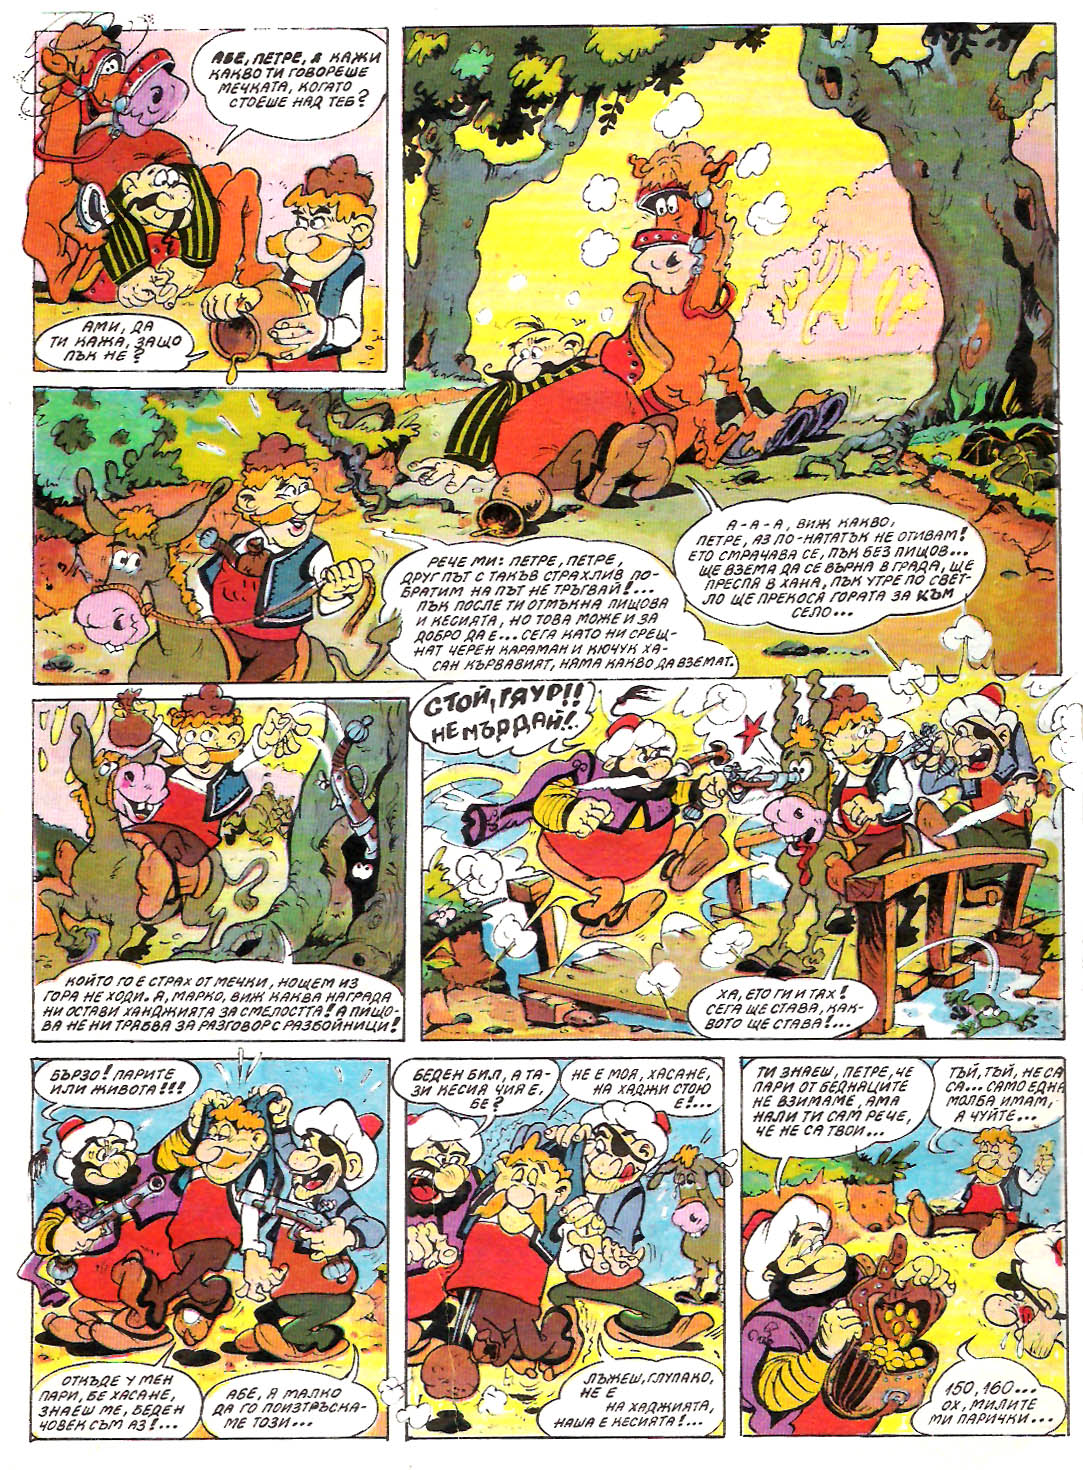 АБЕ, ПЕТРЕ, Я КАЖИ
КАКВО ТИ ГОВОРЕШЕ
МЕЧКАТА, КОГАТО
СТОЕШЕ НАД ТЕБ?
АМИ, ДА
ТИ КАЖА, ЗАЩО
ПЪК НЕ?
А-А-А, ВИЖ КАКВО,
ПЕТРЕ, АЗ ПО-НАТАТЪК НЕ ОТИВАМ!
ЕТО СМРАЧАВА СЕ, ПЪК БЕЗ ПИЩОВ...
ЩЕ ВЗЕМА ДА СЕ ВЪРНА В ГРАДА, ЩЕ
ПРЕСПА В ХАНА, ПЪК УТРЕ ПО СВЕТ-
ЛО ЩЕ ПРЕКОСЯ ГОРАТА ЗА КЪМ
СЕЛО...
РЕЧЕ МИ: ПЕТРЕ, ПЕТРЕ,
ДРУГ ПЪТ С ТАКЪВ СТРАХЛИВ ПО-
БРАТИМ НА ПЪТ НЕ ТРЪГВАЙ!...
ПЪК ПОСЛЕ ТИ ОТМЪКНА ПИЩОВА
И КЕСИЯТА, НО ТОВА МОЖЕ И ЗА
ДОБРО ДА Е... СЕГА КАТО НИ СРЕЩ-
НАТ ЧЕРЕН КАРАМАН И КЮЧУК ХА-
САН КЪРВАВИЯТ, НЯМА КАКВО ДА ВЗЕМАТ.
КОЙТО ГО Е СТРАХ ОТ МЕЧКИ, НОЩЕМ ИЗ
ГОРА НЕ ХОДИ. А, МАРКО, ВИЖ КАКВА НАГРАДА
НИ ОСТАВИ ХАНДЖИЯТА ЗА СМЕЛОСТТА! А ПИЩО-
ВА НЕ НИ ТРЯБВА ЗА РАЗГОВОР С РАЗБОЙНИЦИ!
СТОЙ, ГЯУР!!
НЕ МЪРДАЙ!..
ХА, ЕТО ГИ И ТЯХ!
СЕГА ЩЕ СТАВА, КАК-
ВОТО ЩЕ СТАВА!...
БЪРЗО! ПАРИТЕ
ИЛИ ЖИВОТА!!!
ОТКЪДЕ У МЕН
ПАРИ, БЕ ХАСАНЕ,
ЗНАЕШ МЕ, БЕДЕН
ЧОВЕК СЪМ АЗ!...
АБЕ, Я МАЛКО
ДА ГО ПОИЗТРЪСКА-
МЕ ТОЗИ...
БЕДЕН БИЛ, А ТА-
ЗИ КЕСИЯ ЧИЯ Е,
БЕ?
НЕ Е МОЯ, ХАСАНЕ,
НА ХАДЖИ СТОЮ
Е!...
ЛЪЖЕШ, ГЛУПАКО,
НЕ Е
НА ХАДЖИЯТА,
НАША Е КЕСИЯТА!...
ТИ ЗНАЕШ, ПЕТРЕ, ЧЕ
ПАРИ ОТ БЕДНЯЦИТЕ
НЕ ВЗИМАМЕ, АМА
НАЛИ ТИ САМ РЕЧЕ,
ЧЕ НЕ СА ТВОИ...
ТЪЙ, ТЪЙ, НЕ СА
СА... САМО ЕДНА
МОЛБА ИМАМ,
А ЧУЙТЕ...
150, 160...
ОХ, МИЛИТЕ
МИ ПАРИЧКИ...